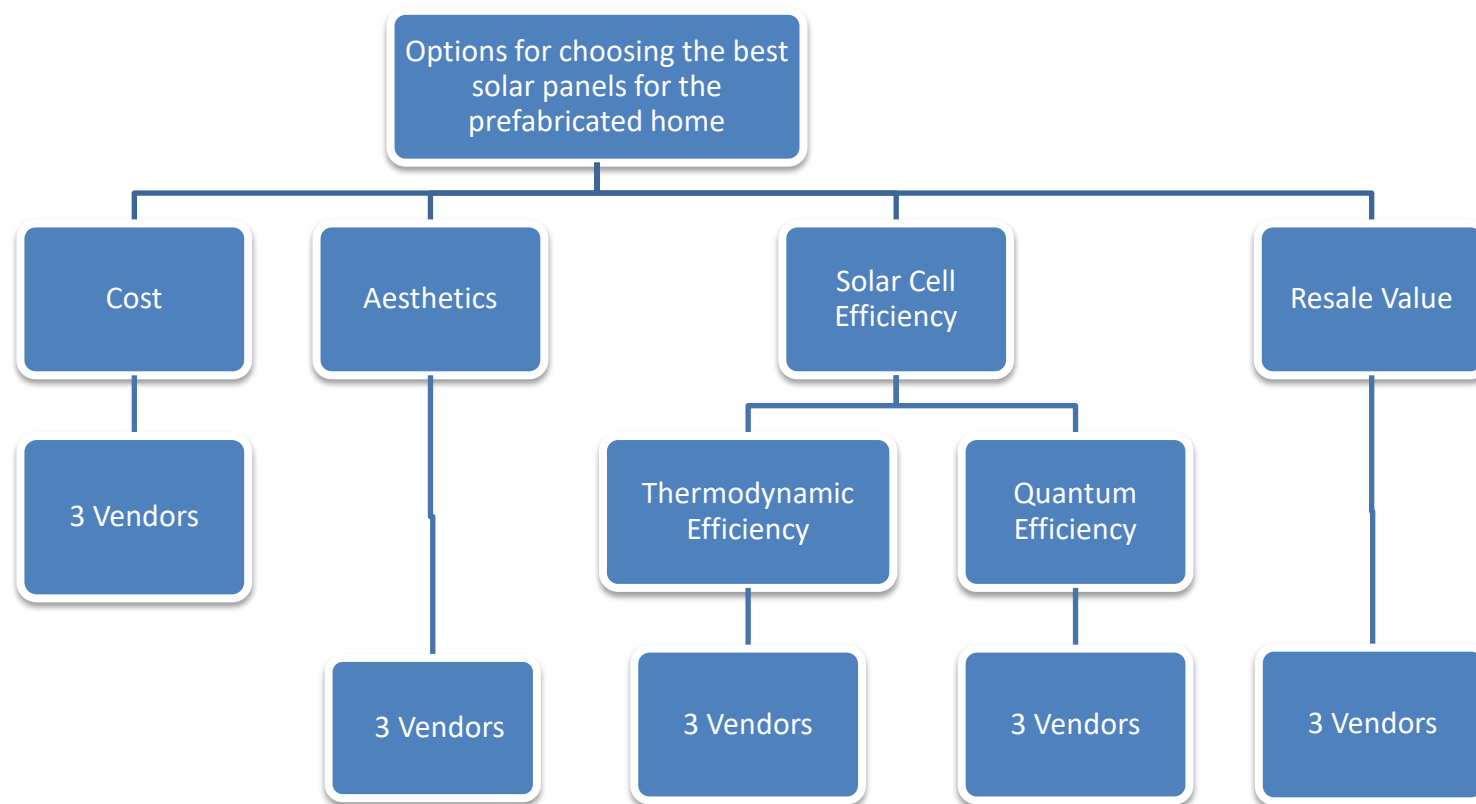 Options for choosing the best
solar panels for the
prefabricated home
Cost
Aesthetics
Solar Cell
Efficiency
Resale Value
3 Vendors
Thermodynamic
Efficiency
Quantum
Efficiency
3 Vendors
3 Vendors
3 Vendors
3 Vendors